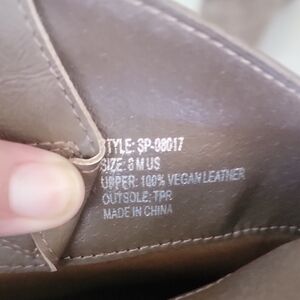 STYLE: SP-08017
SIZE: 8 M US
UPPER: 100% VEGAN LEATHER
OUTSOLE: TPR
MADE IN CHINA